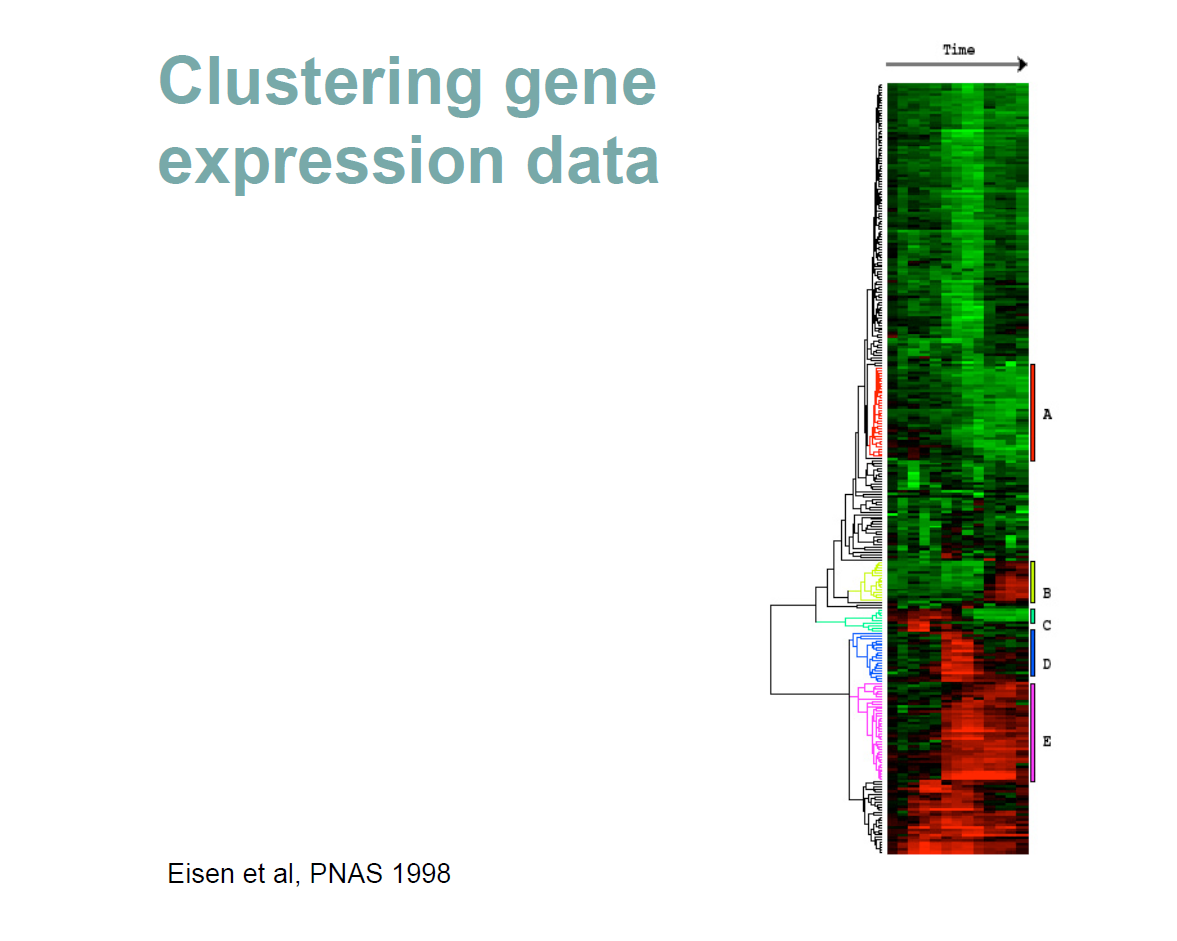 Clustering gene
expression data
Time
A
B
C
D
E
Eisen et al, PNAS 1998